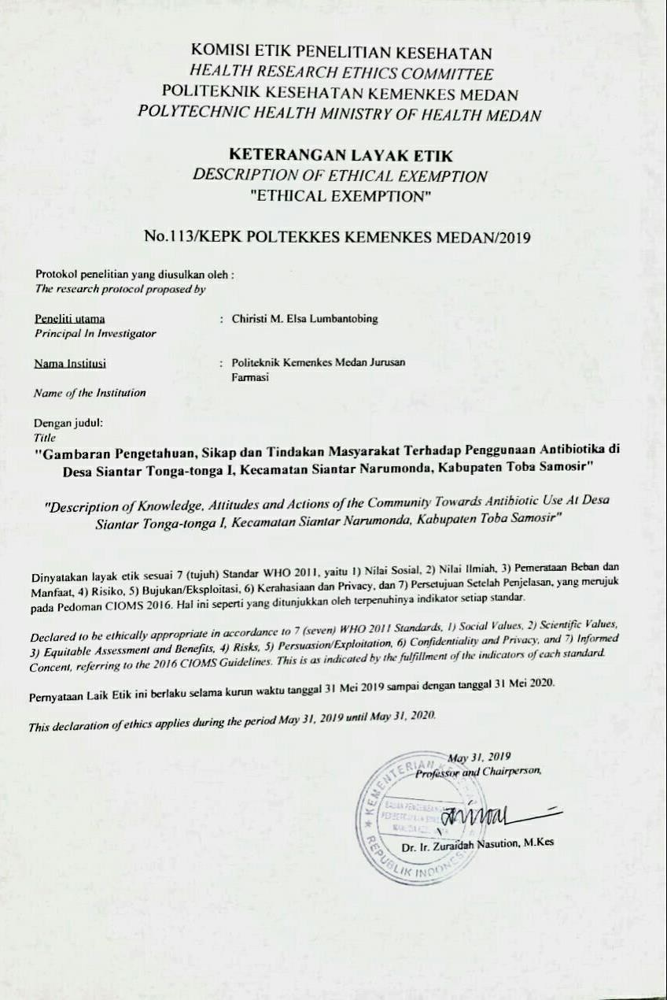 KOMISI ETIK PENELITIAN KESEHATAN
HEALTH RESEARCH ETHICS COMMITTEE
POLITEKNIK KESEHATAN KEMENKES MEDAN
POLYTECHNIC HEALTH MINISTRY OF HEALTH MEDAN
KETERANGAN LAYAK ETIK
DESCRIPTION OF ETHICAL EXEMPTION
"ETHICAL EXEMPTION"
No.113/KEPK POLTEKKES KEMENKES MEDAN/2019
Protokol penelitian yang diusulkan oleh :
The research protocol proposed by
Peneliti utama : Chiristi M. Elsa Lumbantobing
Principal In Investigator
Nama Institusi : Politeknik Kemenkes Medan Jurusan
Farmasi
Name of the Institution
Dengan judul:
Title
"Gambaran Pengetahuan, Sikap dan Tindakan Masyarakat Terhadap Penggunaan Antibiotika di
Desa Siantar Tonga-tonga I, Kecamatan Siantar Narumonda, Kabupaten Toba Samosir"
"Description of Knowledge, Attitudes and Actions of the Community Towards Antibiotic Use At Desa
Siantar Tonga-tonga I, Kecamatan Siantar Narumonda, Kabupaten Toba Samosir"
Dinyatakan layak etik sesuai 7 (tujuh) Standar WHO 2011, yaitu 1) Nilai Sosial, 2) Nilai Ilmiah, 3) Pemerataan Beban dan
Manfaat, 4) Risiko, 5) Bujukan/Eksploitasi, 6) Kerahasiaan dan Privacy, dan 7) Persetujuan Setelah Penjelasan, yang merujuk
pada Pedoman CIOMS 2016. Hal ini seperti yang ditunjukkan oleh terpenuhinya indikator setiap standar.
Declared to be ethically appropriate in accordance to 7 (seven) WHO 2011 Standards, 1) Social Values, 2) Scientific Values,
3) Equitable Assessment and Benefits, 4) Risks, 5) Persuasion/Exploitation, 6) Confidentiality and Privacy, and 7) Informed
Concent, referring to the 2016 CIOMS Guidelines. This is as indicated by the fulfillment of the indicators of each standard.
Pernyataan Laik Etik ini berlaku selama kurun waktu tanggal 31 Mei 2019 sampai dengan tanggal 31 Mei 2020.
This declaration of ethics applies during the period May 31, 2019 until May 31, 2020.
May 31, 2019
Professor and Chairperson,
KEMENTERIAN
REPUBLIK INDONESIA
Dr. Ir. Zuraidah Nasution, M.Kes